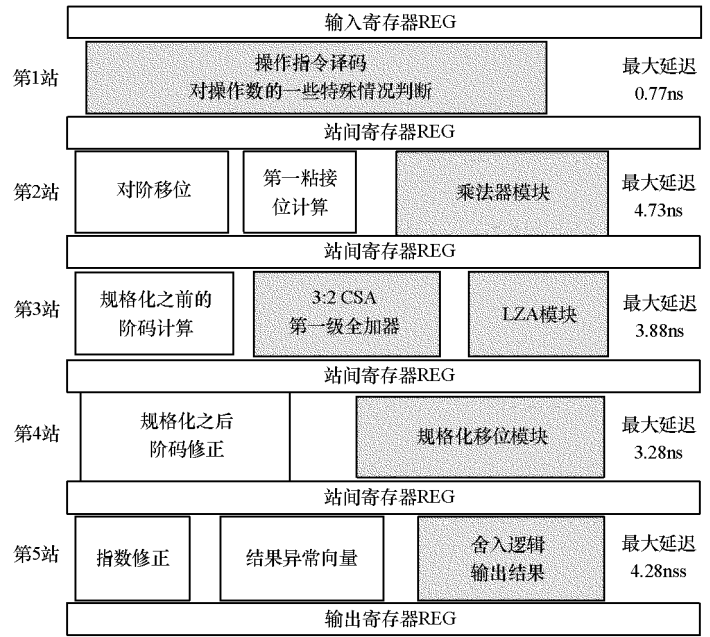 输入寄存器REG
第1站
操作指令译码
对操作数的一些特殊情况判断
最大延迟
0.77ns
站间寄存器REG
第2站
对阶移位
第一粘接
位计算
乘法器模块
最大延迟
4.73ns
站间寄存器REG
第3站
规格化之前的
阶码计算
3:2 CSA
第一级全加器
LZA模块
最大延迟
3.88ns
站间寄存器REG
第4站
规格化之后
阶码修正
规格化移位模块
最大延迟
3.28ns
站间寄存器REG
第5站
指数修正
结果异常向量
舍入逻辑
输出结果
最大延迟
4.28nss
输出寄存器REG